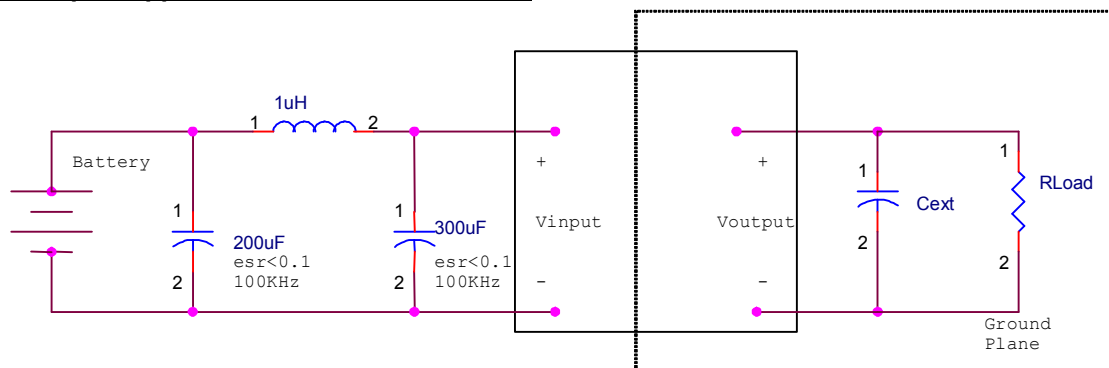 1uH
1 2
Battery
+ +
1
RLoad
1 1 1
Cext
Vinput Voutput
200uF 300uF
esr<0.1 esr<0.1
100KHz 100KHz
2 2 2 2
- -
Ground
Plane